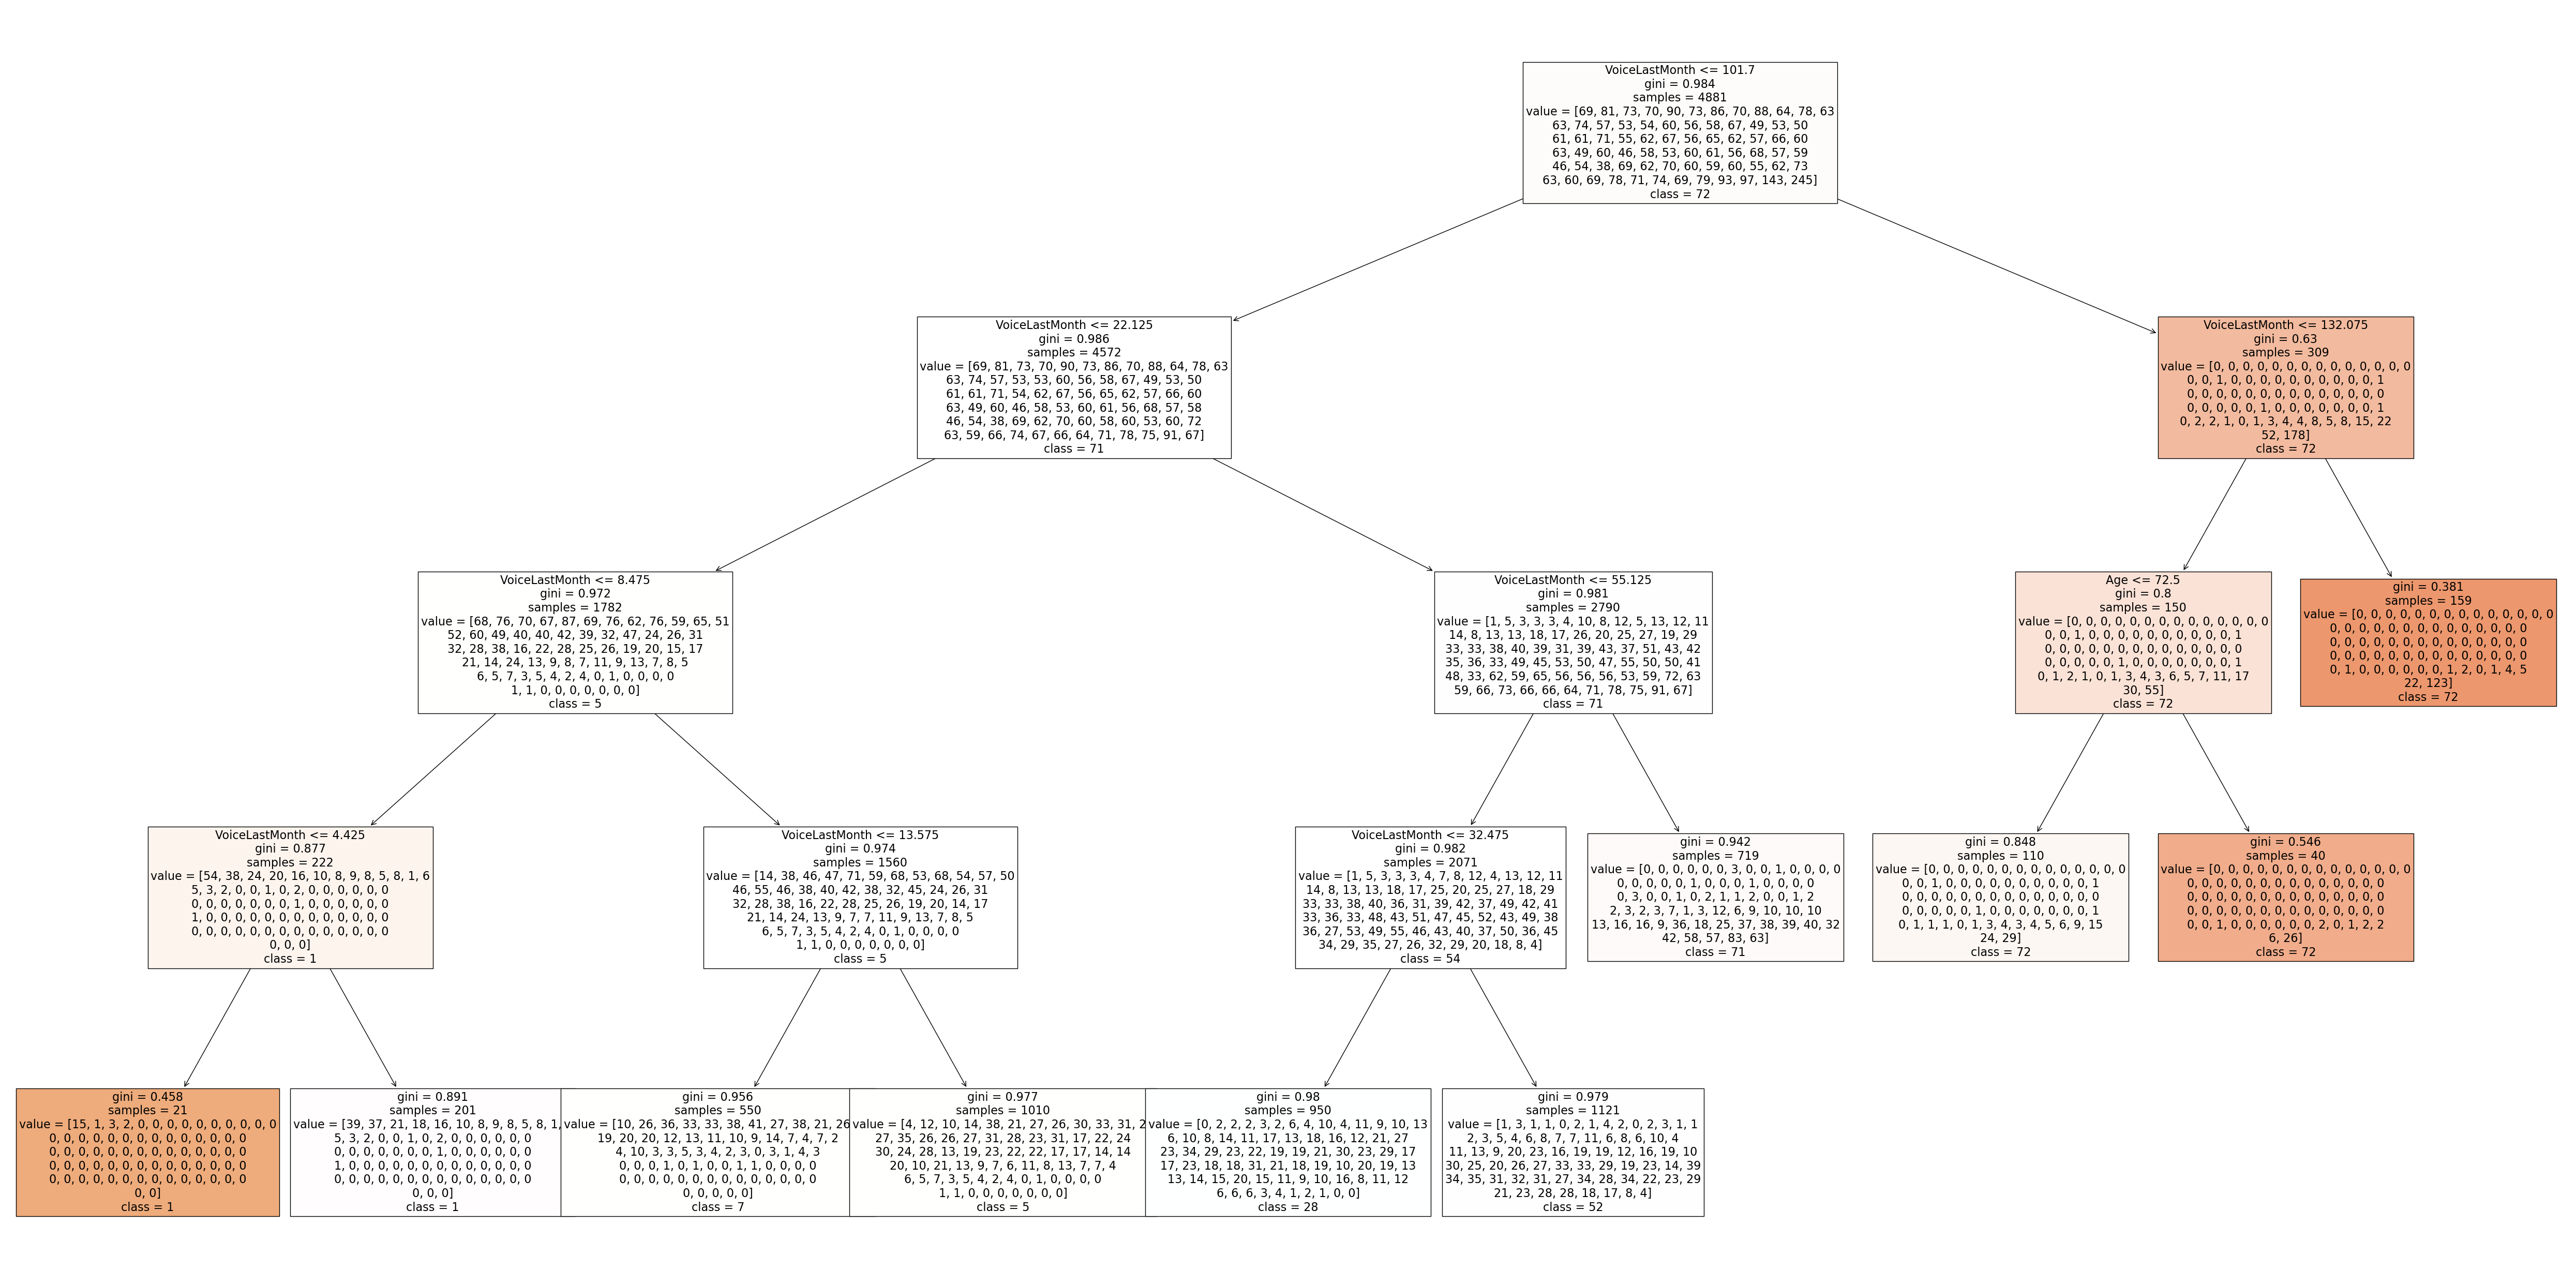 VoiceLastMonth <= 101.7
gini = 0.984
samples = 4881
value = [69, 81, 73, 70, 90, 73, 86, 70, 88, 64, 78, 63
63, 74, 57, 53, 54, 60, 56, 58, 67, 49, 53, 50
61, 61, 71, 55, 62, 67, 56, 65, 62, 57, 66, 60
63, 49, 60, 46, 58, 53, 60, 61, 56, 68, 57, 59
46, 54, 38, 69, 62, 70, 60, 59, 60, 55, 62, 73
63, 60, 69, 78, 71, 74, 69, 79, 93, 97, 143, 245]
class = 72
VoiceLastMonth <= 22.125
gini = 0.986
samples = 4572
value = [69, 81, 73, 70, 90, 73, 86, 70, 88, 64, 78, 63
63, 74, 57, 53, 53, 60, 56, 58, 67, 49, 53, 50
61, 61, 71, 54, 62, 67, 56, 65, 62, 57, 66, 60
63, 49, 60, 46, 58, 53, 60, 61, 56, 68, 57, 58
46, 54, 38, 69, 62, 70, 60, 58, 60, 53, 60, 72
63, 59, 66, 74, 67, 66, 64, 71, 78, 75, 91, 67]
class = 71
VoiceLastMonth <= 132.075
gini = 0.63
samples = 309
value = [0, 0, 0, 0, 0, 0, 0, 0, 0, 0, 0, 0, 0, 0
0, 0, 1, 0, 0, 0, 0, 0, 0, 0, 0, 0, 0, 1
0, 0, 0, 0, 0, 0, 0, 0, 0, 0, 0, 0, 0, 0
0, 0, 0, 0, 0, 1, 0, 0, 0, 0, 0, 0, 0, 1
0, 2, 2, 1, 0, 1, 3, 4, 4, 8, 5, 8, 15, 22
52, 178]
class = 72
VoiceLastMonth <= 8.475
gini = 0.972
samples = 1782
value = [68, 76, 70, 67, 87, 69, 76, 62, 76, 59, 65, 51
52, 60, 49, 40, 40, 42, 39, 32, 47, 24, 26, 31
32, 28, 38, 16, 22, 28, 25, 26, 19, 20, 15, 17
21, 14, 24, 13, 9, 8, 7, 11, 9, 13, 7, 8, 5
6, 5, 7, 3, 5, 4, 2, 4, 0, 1, 0, 0, 0, 0
1, 1, 0, 0, 0, 0, 0, 0, 0]
class = 5
VoiceLastMonth <= 55.125
gini = 0.981
samples = 2790
value = [1, 5, 3, 3, 3, 4, 10, 8, 12, 5, 13, 12, 11
14, 8, 13, 13, 18, 17, 26, 20, 25, 27, 19, 29
33, 33, 38, 40, 39, 31, 39, 43, 37, 51, 43, 42
35, 36, 33, 49, 45, 53, 50, 47, 55, 50, 50, 41
48, 33, 62, 59, 65, 56, 56, 56, 53, 59, 72, 63
59, 66, 73, 66, 66, 64, 71, 78, 75, 91, 67]
class = 71
Age <= 72.5
gini = 0.8
samples = 150
value = [0, 0, 0, 0, 0, 0, 0, 0, 0, 0, 0, 0, 0, 0
0, 0, 1, 0, 0, 0, 0, 0, 0, 0, 0, 0, 0, 1
0, 0, 0, 0, 0, 0, 0, 0, 0, 0, 0, 0, 0, 0
0, 0, 0, 0, 0, 1, 0, 0, 0, 0, 0, 0, 0, 1
0, 1, 2, 1, 0, 1, 3, 4, 3, 6, 5, 7, 11, 17
30, 55]
class = 72
gini = 0.381
samples = 159
value = [0, 0, 0, 0, 0, 0, 0, 0, 0, 0, 0, 0, 0, 0
0, 0, 0, 0, 0, 0, 0, 0, 0, 0, 0, 0, 0, 0
0, 0, 0, 0, 0, 0, 0, 0, 0, 0, 0, 0, 0, 0
0, 0, 0, 0, 0, 0, 0, 0, 0, 0, 0, 0, 0, 0
0, 1, 0, 0, 0, 0, 0, 0, 1, 2, 0, 1, 4, 5
22, 123]
class = 72
VoiceLastMonth <= 4.425
gini = 0.877
samples = 222
value = [54, 38, 24, 20, 16, 10, 8, 9, 8, 5, 8, 1, 6
5, 3, 2, 0, 0, 1, 0, 2, 0, 0, 0, 0, 0, 0
0, 0, 0, 0, 0, 0, 0, 1, 0, 0, 0, 0, 0, 0
1, 0, 0, 0, 0, 0, 0, 0, 0, 0, 0, 0, 0, 0
0, 0, 0, 0, 0, 0, 0, 0, 0, 0, 0, 0, 0, 0
0, 0, 0]
class = 1
VoiceLastMonth <= 13.575
gini = 0.974
samples = 1560
value = [14, 38, 46, 47, 71, 59, 68, 53, 68, 54, 57, 50
46, 55, 46, 38, 40, 42, 38, 32, 45, 24, 26, 31
32, 28, 38, 16, 22, 28, 25, 26, 19, 20, 14, 17
21, 14, 24, 13, 9, 7, 7, 11, 9, 13, 7, 8, 5
6, 5, 7, 3, 5, 4, 2, 4, 0, 1, 0, 0, 0, 0
1, 1, 0, 0, 0, 0, 0, 0, 0]
class = 5
VoiceLastMonth <= 32.475
gini = 0.982
samples = 2071
value = [1, 5, 3, 3, 3, 4, 7, 8, 12, 4, 13, 12, 11
14, 8, 13, 13, 18, 17, 25, 20, 25, 27, 18, 29
33, 33, 38, 40, 36, 31, 39, 42, 37, 49, 42, 41
33, 36, 33, 48, 43, 51, 47, 45, 52, 43, 49, 38
36, 27, 53, 49, 55, 46, 43, 40, 37, 50, 36, 45
34, 29, 35, 27, 26, 32, 29, 20, 18, 8, 4]
class = 54
gini = 0.942
samples = 719
value = [0, 0, 0, 0, 0, 0, 3, 0, 0, 1, 0, 0, 0, 0
0, 0, 0, 0, 0, 1, 0, 0, 0, 1, 0, 0, 0, 0
0, 3, 0, 0, 1, 0, 2, 1, 1, 2, 0, 0, 1, 2
2, 3, 2, 3, 7, 1, 3, 12, 6, 9, 10, 10, 10
13, 16, 16, 9, 36, 18, 25, 37, 38, 39, 40, 32
42, 58, 57, 83, 63]
class = 71
gini = 0.848
samples = 110
value = [0, 0, 0, 0, 0, 0, 0, 0, 0, 0, 0, 0, 0, 0
0, 0, 1, 0, 0, 0, 0, 0, 0, 0, 0, 0, 0, 1
0, 0, 0, 0, 0, 0, 0, 0, 0, 0, 0, 0, 0, 0
0, 0, 0, 0, 0, 1, 0, 0, 0, 0, 0, 0, 0, 1
0, 1, 1, 1, 0, 1, 3, 4, 3, 4, 5, 6, 9, 15
24, 29]
class = 72
gini = 0.546
samples = 40
value = [0, 0, 0, 0, 0, 0, 0, 0, 0, 0, 0, 0, 0, 0
0, 0, 0, 0, 0, 0, 0, 0, 0, 0, 0, 0, 0, 0
0, 0, 0, 0, 0, 0, 0, 0, 0, 0, 0, 0, 0, 0
0, 0, 0, 0, 0, 0, 0, 0, 0, 0, 0, 0, 0, 0
0, 0, 1, 0, 0, 0, 0, 0, 0, 2, 0, 1, 2, 2
6, 26]
class = 72
gini = 0.458
samples = 21
value = [15, 1, 3, 2, 0, 0, 0, 0, 0, 0, 0, 0, 0, 0
0, 0, 0, 0, 0, 0, 0, 0, 0, 0, 0, 0, 0, 0
0, 0, 0, 0, 0, 0, 0, 0, 0, 0, 0, 0, 0, 0
0, 0, 0, 0, 0, 0, 0, 0, 0, 0, 0, 0, 0, 0
0, 0, 0, 0, 0, 0, 0, 0, 0, 0, 0, 0, 0, 0
0, 0]
class = 1
gini = 0.891
samples = 201
value = [39, 37, 21, 18, 16, 10, 8, 9, 8, 5, 8, 1,
5, 3, 2, 0, 0, 1, 0, 2, 0, 0, 0, 0, 0, 0
0, 0, 0, 0, 0, 0, 0, 1, 0, 0, 0, 0, 0, 0
1, 0, 0, 0, 0, 0, 0, 0, 0, 0, 0, 0, 0, 0
0, 0, 0, 0, 0, 0, 0, 0, 0, 0, 0, 0, 0, 0
0, 0, 0]
class = 1
gini = 0.956
samples = 550
value = [10, 26, 36, 33, 33, 38, 41, 27, 38, 21, 26
19, 20, 20, 12, 13, 11, 10, 9, 14, 7, 4, 7, 2
4, 10, 3, 3, 5, 3, 4, 2, 3, 0, 3, 1, 4, 3
0, 0, 0, 1, 0, 1, 0, 0, 1, 1, 0, 0, 0, 0
0, 0, 0, 0, 0, 0, 0, 0, 0, 0, 0, 0, 0, 0
0, 0, 0, 0, 0]
class = 7
gini = 0.977
samples = 1010
value = [4, 12, 10, 14, 38, 21, 27, 26, 30, 33, 31, 2
27, 35, 26, 26, 27, 31, 28, 23, 31, 17, 22, 24
30, 24, 28, 13, 19, 23, 22, 22, 17, 17, 14, 14
20, 10, 21, 13, 9, 7, 6, 11, 8, 13, 7, 7, 4
6, 5, 7, 3, 5, 4, 2, 4, 0, 1, 0, 0, 0, 0
1, 1, 0, 0, 0, 0, 0, 0, 0]
class = 5
gini = 0.98
samples = 950
value = [0, 2, 2, 2, 2, 3, 2, 6, 4, 10, 4, 11, 9, 10, 13
6, 10, 8, 14, 11, 17, 13, 18, 16, 12, 21, 27
23, 34, 29, 23, 22, 19, 19, 21, 30, 23, 29, 17
17, 23, 18, 18, 31, 21, 18, 19, 10, 20, 19, 13
13, 14, 15, 20, 15, 11, 9, 10, 16, 8, 11, 12
6, 6, 6, 3, 4, 1, 2, 1, 0, 0]
class = 28
gini = 0.979
samples = 1121
value = [1, 3, 1, 1, 0, 2, 1, 4, 2, 0, 2, 3, 1, 1
2, 3, 5, 4, 6, 8, 7, 7, 11, 6, 8, 6, 10, 4
11, 13, 9, 20, 23, 16, 19, 19, 12, 16, 19, 10
30, 25, 20, 26, 27, 33, 33, 29, 19, 23, 14, 39
34, 35, 31, 32, 31, 27, 34, 28, 34, 22, 23, 29
21, 23, 28, 28, 18, 17, 8, 4]
class = 52